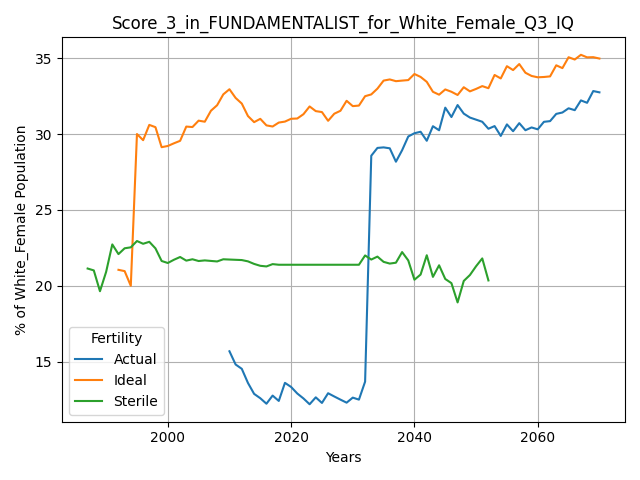 Score_3_in_FUNDAMENTALIST_for_White_Female_Q3_IQ
% of White_Female Population
35
30
25
20
15
Fertility
Actual
Ideal
Sterile
2000
2020
2040
2060
Years